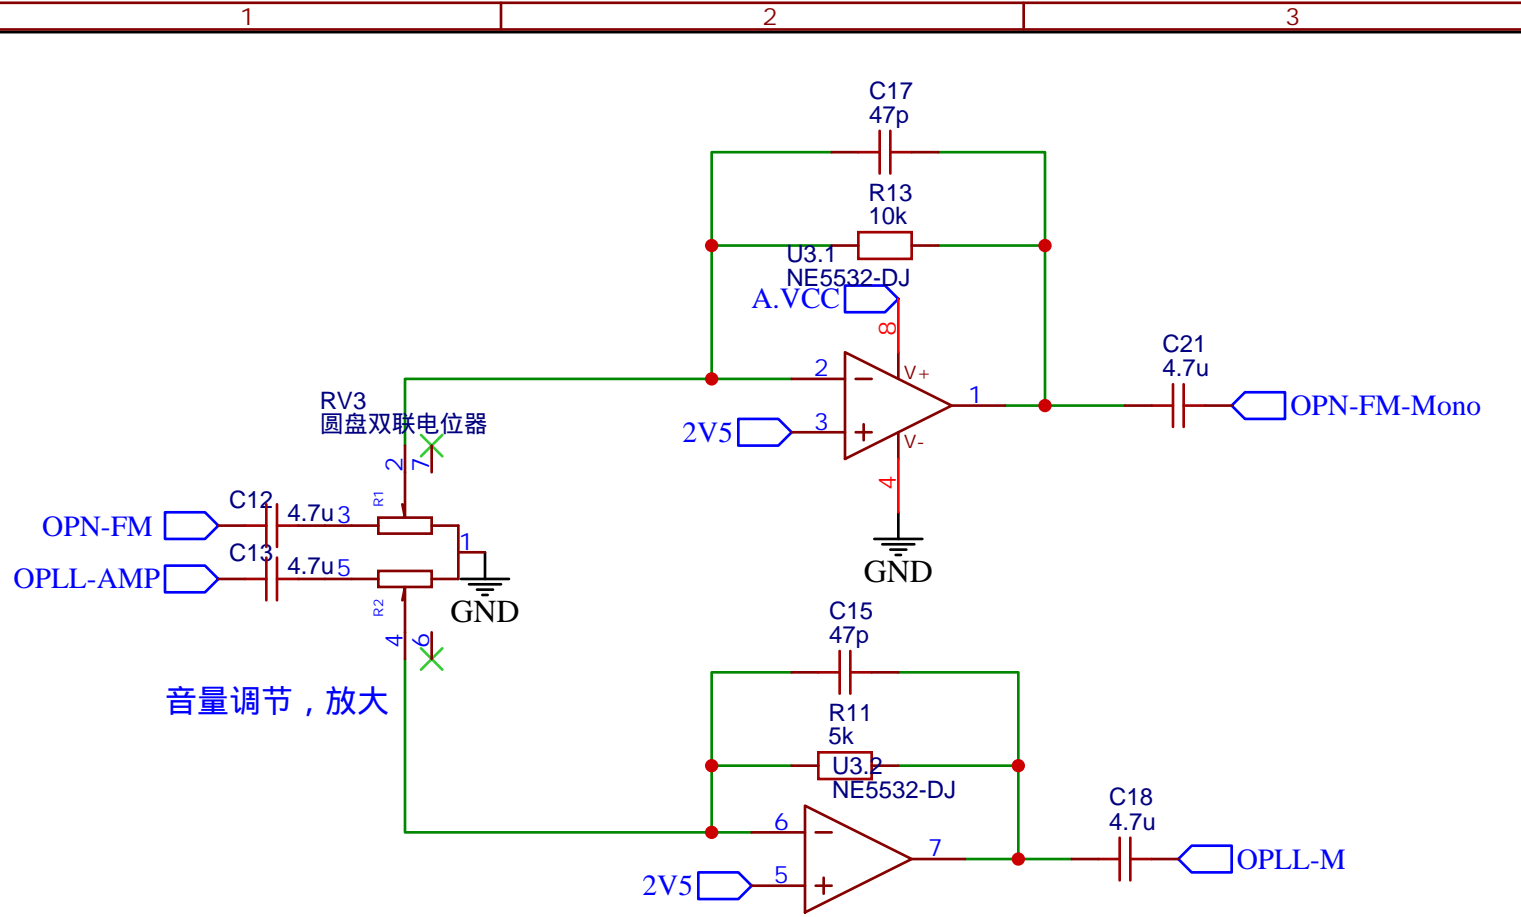 1
2
3
C17
47p
R13
10k
U3.1
NE5532-DJ
A.VCC
8
V+
2
1
C21
4.7u
OPN-FM-Mono
RV3
圆盘双联电位器
2V5
3
V-
2
7
4
R1
C12
4.7u
3
OPN-FM
1
C13
4.7u
5
OPLL-AMP
GND
GND
R2
4
6
C15
47p
音量调节，放大
R11
5k
U3.2
NE5532-DJ
C18
4.7u
6
7
OPLL-M
2V5
5